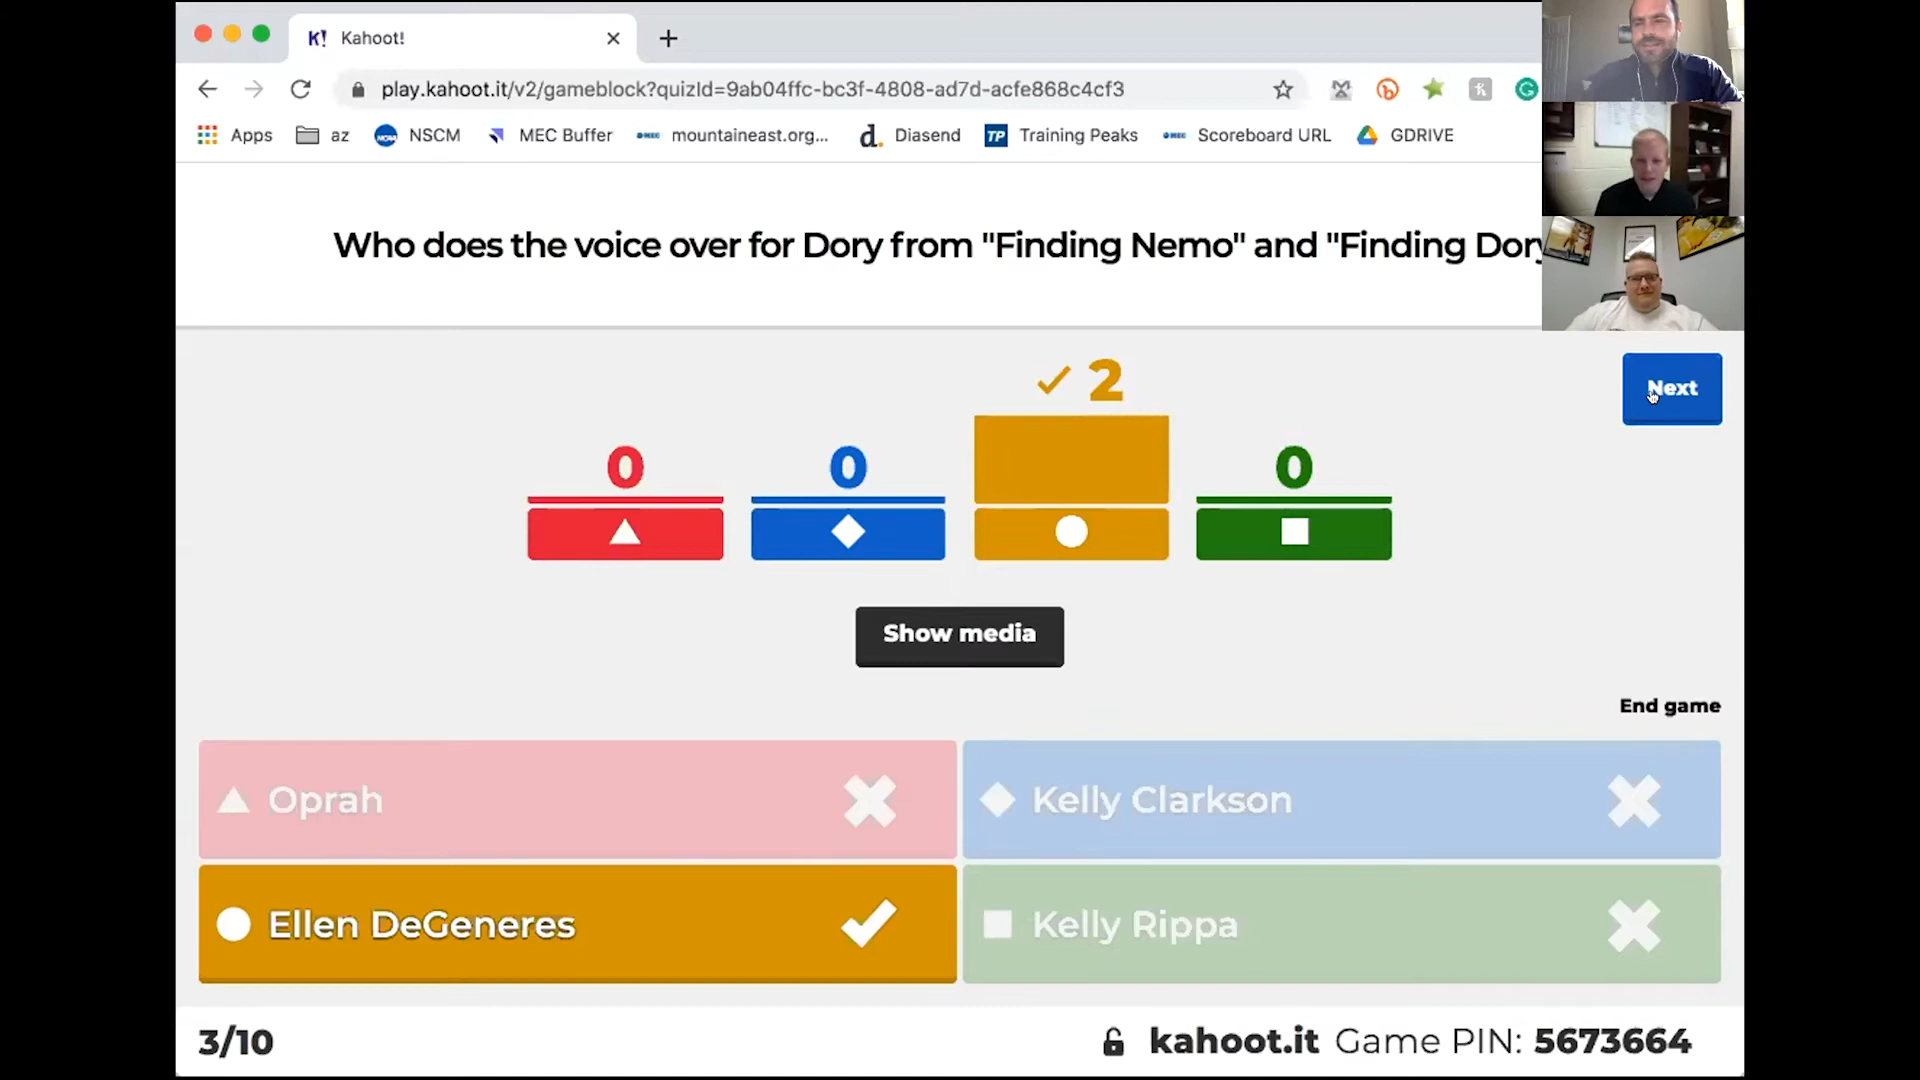 K! Kahoot!
play.kahoot.it/v2/gameblock?quizId=9ab04ffc-bc3f-4808-ad7d-acfe868c4cf3
Apps az NSCM MEC Buffer mountaineast.org... d. Diasend TP Training Peaks Scoreboard URL GDRIVE
Who does the voice over for Dory from "Finding Nemo" and "Finding Dory
Next
2
0 0 0
Show media
End game
Oprah
Kelly Clarkson
Ellen DeGeneres
Kelly Rippa
3/10
kahoot.it Game PIN: 5673664